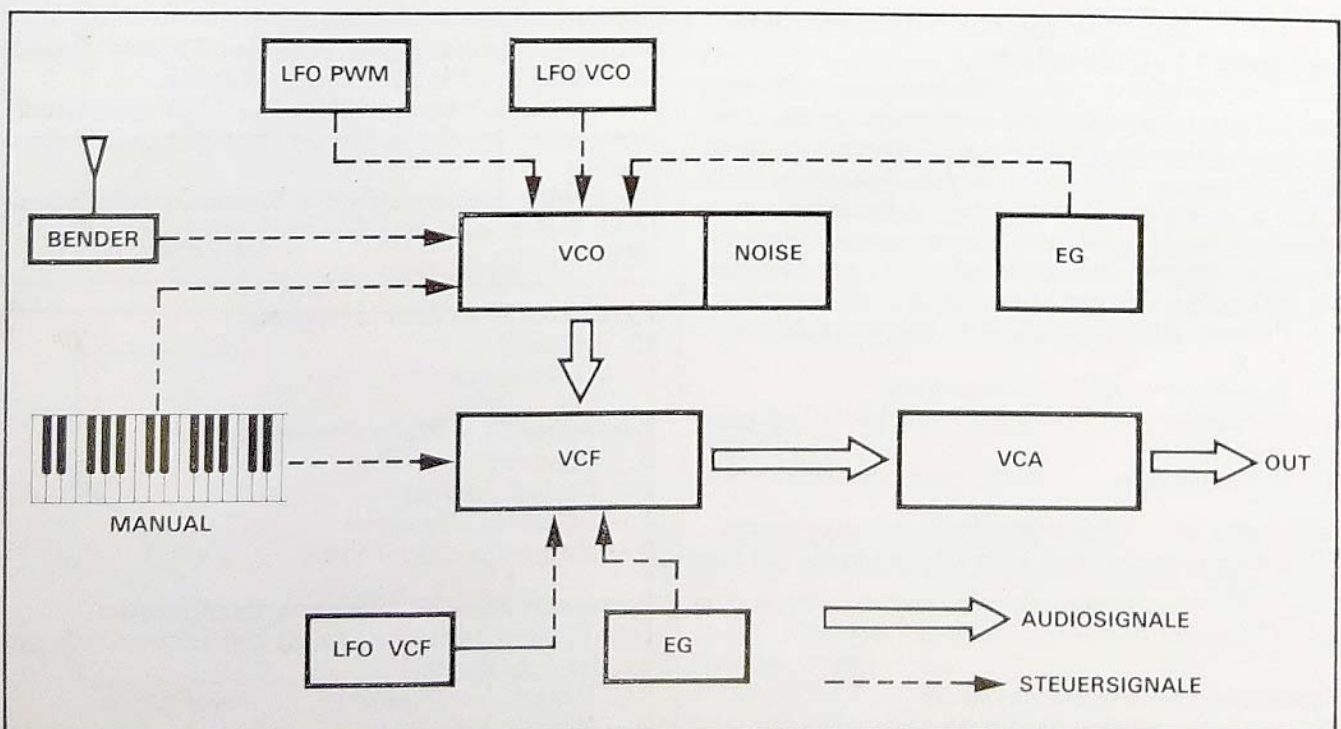 LFO PWM
LFO VCO
BENDER
VCO
NOISE
EG
VCF
VCA
OUT
MANUAL
LFO VCF
EG
AUDIOSIGNALE
STEUERSIGNALE